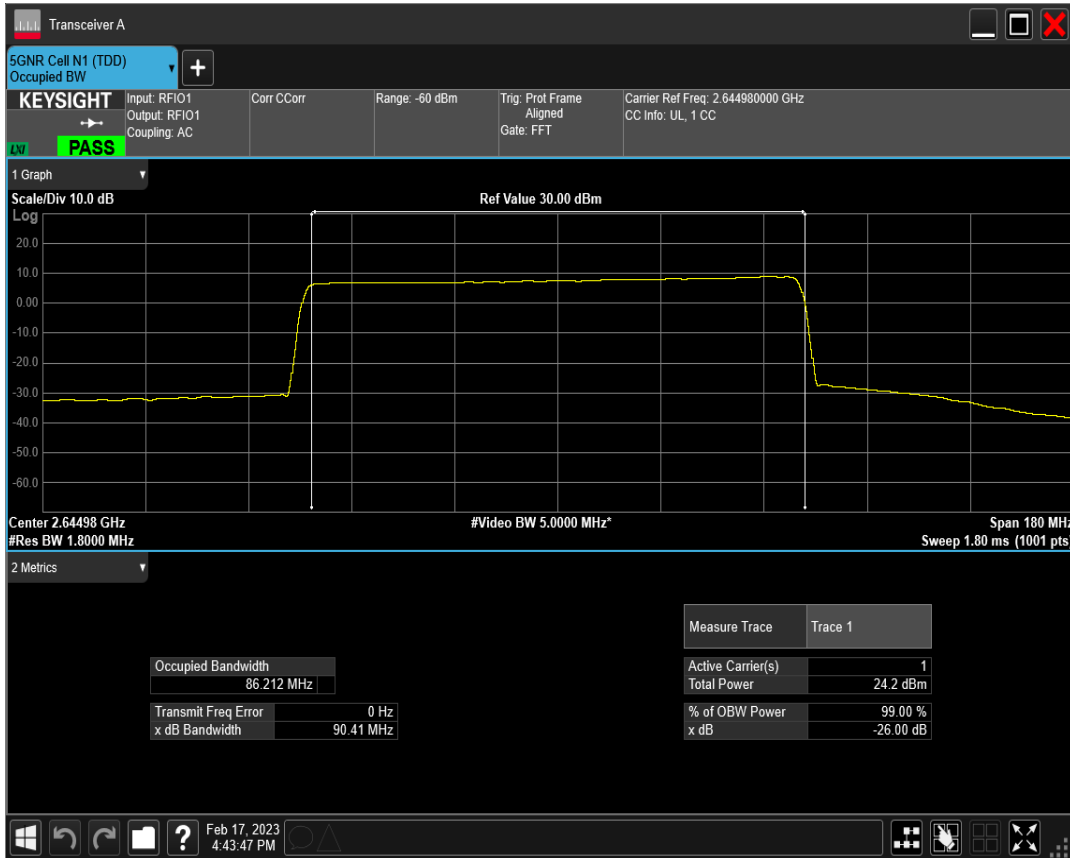 Transceiver A
5GNR Cell N1 (TDD)
Occupied BW
+
KEYSIGHT
LXI
PASS
Input: RFIO1
Output: RFIO1
Coupling: AC
Corr CCorr
Range: -60 dBm
Trig: Prot Frame
Aligned
Gate: FFT
Carrier Ref Freq: 2.644980000 GHz
CC Info: UL, 1 CC
1 Graph
Scale/Div 10.0 dB
Ref Value 30.00 dBm
Log
20.0
10.0
0.00
-10.0
-20.0
-30.0
-40.0
-50.0
-60.0
Center 2.64498 GHz
#Video BW 5.0000 MHz*
Span 180 MHz
#Res BW 1.8000 MHz
Sweep 1.80 ms (1001 pts)
2 Metrics
Measure Trace Trace 1
Occupied Bandwidth
86.212 MHz
Transmit Freq Error 0 Hz
x dB Bandwidth 90.41 MHz
Active Carrier(s) 1
Total Power 24.2 dBm
% of OBW Power 99.00 %
x dB -26.00 dB
?
Feb 17, 2023
4:43:47 PM